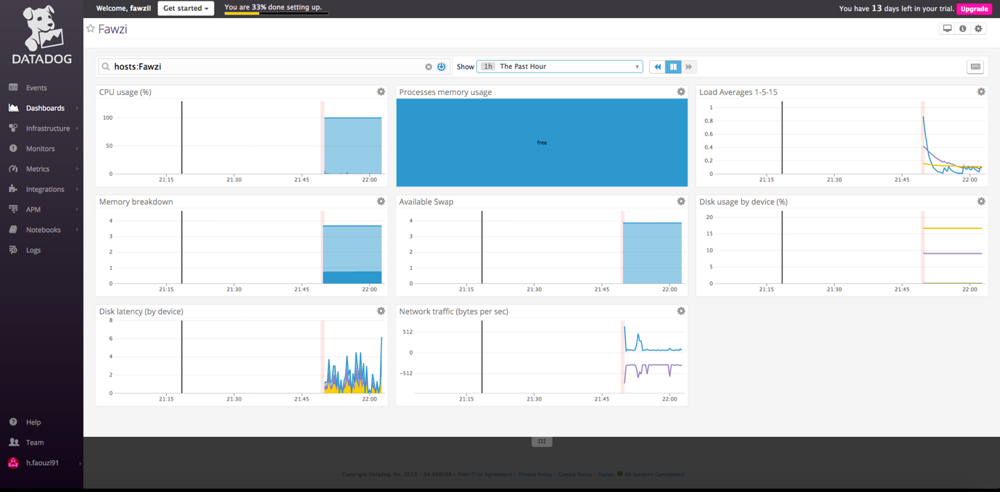 Welcome, fawzi!
Get started
You are 33% done setting up.
You have 13 days left in your trial.
Upgrade
DATADOG
Events
Dashboards
Infrastructure
Monitors
Metrics
Integrations
APM
Notebooks
Logs
Help
Team
h.faouzi91
Fawzi
hosts:Fawzi
Show
1h The Past Hour
CPU usage (%)
100
50
0
21:15 21:30 21:45 22:00
Processes memory usage
free
Load Averages 1-5-15
1
0.8
0.6
0.4
0.2
0
21:15 21:30 21:45 22:00
Memory breakdown
4
3
2
1
0
21:15 21:30 21:45 22:00
Available Swap
4
3
2
1
0
21:15 21:30 21:45 22:00
Disk usage by device (%)
20
15
10
5
0
21:15 21:30 21:45 22:00
Disk latency (by device)
8
6
4
2
0
21:15 21:30 21:45 22:00
Network traffic (bytes per sec)
512
0
-512
21:15 21:30 21:45 22:00
Copyright Datadog, Inc. 2018 - 34.568598 - Free-Trial Agreement - Privacy Policy - Cookie Policy - Status All Systems Operational